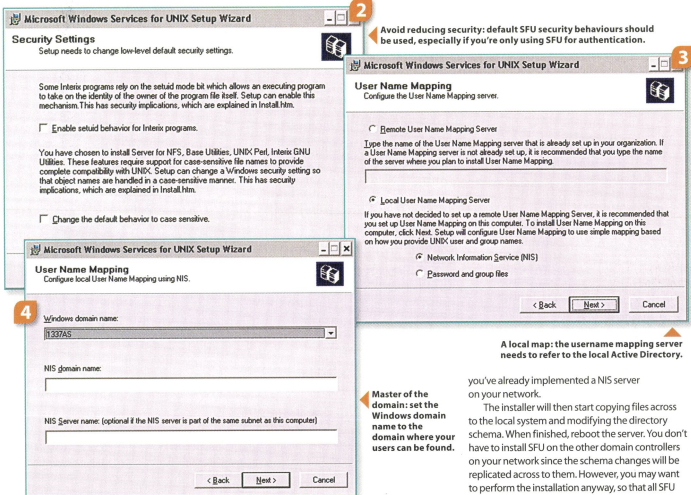 Microsoft Windows Services for UNIX Setup Wizard
2
Security Settings
Setup needs to change low-level default security settings.
Some Interix programs rely on the setuid mode bit which allows an executing program
to take on the identity of the owner of the program file itself. Setup can enable this
mechanism.This has security implications, which are explained in Install.htm.
Enable setuid behavior for Interix programs.
You have chosen to install Server for NFS, Base Utilities, UNIX Perl, Interix GNU
Utilities. These features require support for case-sensitive file names to provide
complete compatibility with UNIX. Setup can change a Windows security setting so
that object names are handled in a case-sensitive manner. This has security
implications, which are explained in Install.htm.
Change the default behavior to case sensitive.
Avoid reducing security: default SFU security behaviours should
be used, especially if you're only using SFU for authentication.
Microsoft Windows Services for UNIX Setup Wizard
3
User Name Mapping
Configure the User Name Mapping server.
Remote User Name Mapping Server
Type the name of the User Name Mapping server that is already set up in your organization. If
a User Name Mapping server is not already set up, it is recommended that you type the name
of the server where you plan to install User Name Mapping.
Local User Name Mapping Server
If you have not decided to set up a remote User Name Mapping Server, it is recommended that
you set up User Name Mapping on this computer. To install User Name Mapping on this
computer, click Next. Setup will configure User Name Mapping to use simple mapping based
on how you provide UNIX user and group names.
Network Information Service (NIS)
Password and group files
< Back
Next >
Cancel
A local map: the username mapping server
needs to refer to the local Active Directory.
Microsoft Windows Services for UNIX Setup Wizard
User Name Mapping
Configure local User Name Mapping using NIS.
4
Windows domain name:
1337AS
NIS domain name:
NIS Server name: (optional if the NIS server is part of the same subnet as this computer)
< Back
Next >
Cancel
Master of the
domain: set the
Windows domain
name to the
domain where your
users can be found.
you've already implemented a NIS server
on your network.
The installer will then start copying files across
to the local system and modifying the directory
schema. When finished, reboot the server. You don't
have to install SFU on the other domain controllers
on your network since the schema changes will be
replicated across to them. However, you may want
to perform the installation anyway, so that all SFU